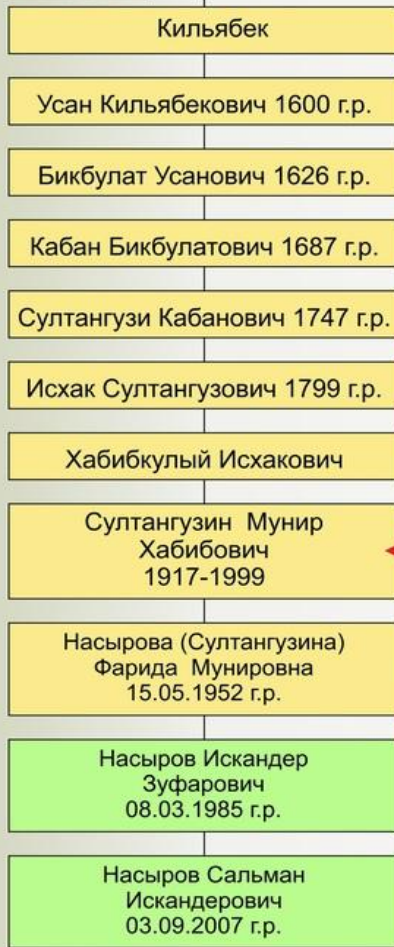 Кильябек
Усан Кильябекович 1600 г.р.
Бикбулат Усанович 1626 г.р.
Кабан Бикбулатович 1687 г.р.
Султангузи Кабанович 1747 г.р.
Исхак Султангузович 1799 г.р.
Хабибкулый Исхакович
Султангузин Мунир
Хабибович
1917-1999
Насырова (Султангузина)
Фарида Мунировна
15.05.1952 г.р.
Насыров Искандер
Зуфарович
08.03.1985 г.р.
Насыров Сальман
Искандерович
03.09.2007 г.р.